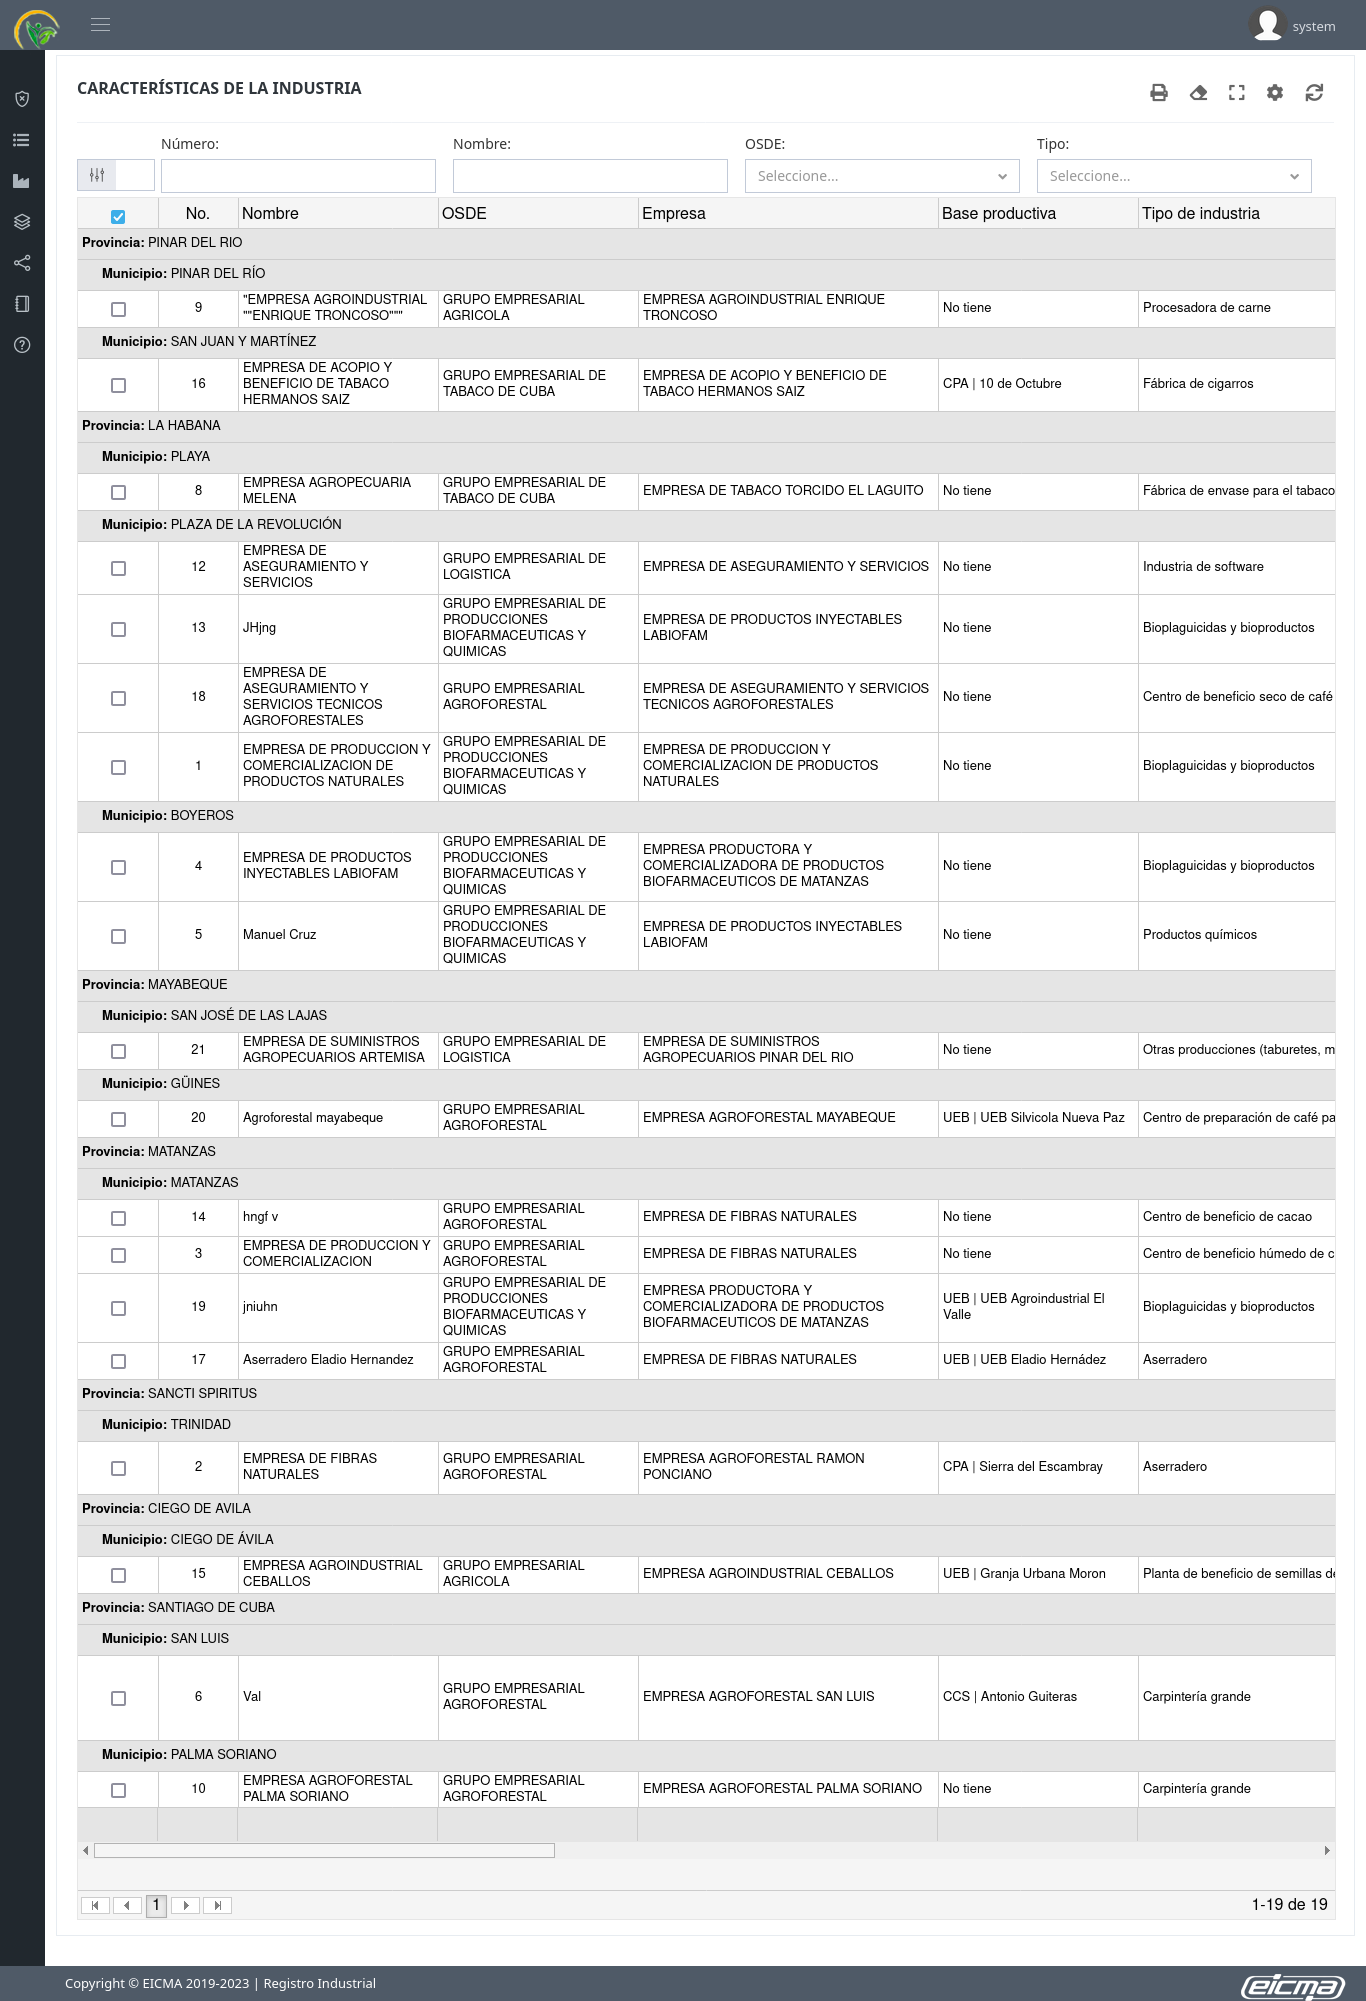 system
CARACTERÍSTICAS DE LA INDUSTRIA
Número: Nombre: OSDE: Tipo:
Seleccione... Seleccione...
No. Nombre OSDE Empresa Base productiva Tipo de industria
Provincia: PINAR DEL RIO
Municipio: PINAR DEL RÍO
9 "EMPRESA AGROINDUSTRIAL ""ENRIQUE TRONCOSO""" GRUPO EMPRESARIAL AGRICOLA EMPRESA AGROINDUSTRIAL ENRIQUE TRONCOSO No tiene Procesadora de carne
Municipio: SAN JUAN Y MARTÍNEZ
16 EMPRESA DE ACOPIO Y BENEFICIO DE TABACO HERMANOS SAIZ GRUPO EMPRESARIAL DE TABACO DE CUBA EMPRESA DE ACOPIO Y BENEFICIO DE TABACO HERMANOS SAIZ CPA | 10 de Octubre Fábrica de cigarros
Provincia: LA HABANA
Municipio: PLAYA
8 EMPRESA AGROPECUARIA MELENA GRUPO EMPRESARIAL DE TABACO DE CUBA EMPRESA DE TABACO TORCIDO EL LAGUITO No tiene Fábrica de envase para el tabaco
Municipio: PLAZA DE LA REVOLUCIÓN
12 EMPRESA DE ASEGURAMIENTO Y SERVICIOS GRUPO EMPRESARIAL DE LOGISTICA EMPRESA DE ASEGURAMIENTO Y SERVICIOS No tiene Industria de software
13 JHjng GRUPO EMPRESARIAL DE PRODUCCIONES BIOFARMACEUTICAS Y QUIMICAS EMPRESA DE PRODUCTOS INYECTABLES LABIOFAM No tiene Bioplaguicidas y bioproductos
18 EMPRESA DE ASEGURAMIENTO Y SERVICIOS TECNICOS AGROFORESTALES GRUPO EMPRESARIAL AGROFORESTAL EMPRESA DE ASEGURAMIENTO Y SERVICIOS TECNICOS AGROFORESTALES No tiene Centro de beneficio seco de café
1 EMPRESA DE PRODUCCION Y COMERCIALIZACION DE PRODUCTOS NATURALES GRUPO EMPRESARIAL DE PRODUCCIONES BIOFARMACEUTICAS Y QUIMICAS EMPRESA DE PRODUCCION Y COMERCIALIZACION DE PRODUCTOS NATURALES No tiene Bioplaguicidas y bioproductos
Municipio: BOYEROS
4 EMPRESA DE PRODUCTOS INYECTABLES LABIOFAM GRUPO EMPRESARIAL DE PRODUCCIONES BIOFARMACEUTICAS Y QUIMICAS EMPRESA PRODUCTORA Y COMERCIALIZADORA DE PRODUCTOS BIOFARMACEUTICOS DE MATANZAS No tiene Bioplaguicidas y bioproductos
5 Manuel Cruz GRUPO EMPRESARIAL DE PRODUCCIONES BIOFARMACEUTICAS Y QUIMICAS EMPRESA DE PRODUCTOS INYECTABLES LABIOFAM No tiene Productos químicos
Provincia: MAYABEQUE
Municipio: SAN JOSÉ DE LAS LAJAS
21 EMPRESA DE SUMINISTROS AGROPECUARIOS ARTEMISA GRUPO EMPRESARIAL DE LOGISTICA EMPRESA DE SUMINISTROS AGROPECUARIOS PINAR DEL RIO No tiene Otras producciones (taburetes, m
Municipio: GÜINES
20 Agroforestal mayabeque GRUPO EMPRESARIAL AGROFORESTAL EMPRESA AGROFORESTAL MAYABEQUE UEB | UEB Silvicola Nueva Paz Centro de preparación de café pa
Provincia: MATANZAS
Municipio: MATANZAS
14 hngf v GRUPO EMPRESARIAL AGROFORESTAL EMPRESA DE FIBRAS NATURALES No tiene Centro de beneficio de cacao
3 EMPRESA DE PRODUCCION Y COMERCIALIZACION GRUPO EMPRESARIAL AGROFORESTAL EMPRESA DE FIBRAS NATURALES No tiene Centro de beneficio húmedo de c
19 jniuhn GRUPO EMPRESARIAL DE PRODUCCIONES BIOFARMACEUTICAS Y QUIMICAS EMPRESA PRODUCTORA Y COMERCIALIZADORA DE PRODUCTOS BIOFARMACEUTICOS DE MATANZAS UEB | UEB Agroindustrial El Valle Bioplaguicidas y bioproductos
17 Aserradero Eladio Hernandez GRUPO EMPRESARIAL AGROFORESTAL EMPRESA DE FIBRAS NATURALES UEB | UEB Eladio Hernádez Aserradero
Provincia: SANCTI SPIRITUS
Municipio: TRINIDAD
2 EMPRESA DE FIBRAS NATURALES GRUPO EMPRESARIAL AGROFORESTAL EMPRESA AGROFORESTAL RAMON PONCIANO CPA | Sierra del Escambray Aserradero
Provincia: CIEGO DE AVILA
Municipio: CIEGO DE ÁVILA
15 EMPRESA AGROINDUSTRIAL CEBALLOS GRUPO EMPRESARIAL AGRICOLA EMPRESA AGROINDUSTRIAL CEBALLOS UEB | Granja Urbana Moron Planta de beneficio de semillas de
Provincia: SANTIAGO DE CUBA
Municipio: SAN LUIS
6 Val GRUPO EMPRESARIAL AGROFORESTAL EMPRESA AGROFORESTAL SAN LUIS CCS | Antonio Guiteras Carpintería grande
Municipio: PALMA SORIANO
10 EMPRESA AGROFORESTAL PALMA SORIANO GRUPO EMPRESARIAL AGROFORESTAL EMPRESA AGROFORESTAL PALMA SORIANO No tiene Carpintería grande
1 1-19 de 19
Copyright © EICMA 2019-2023 | Registro Industrial eicma